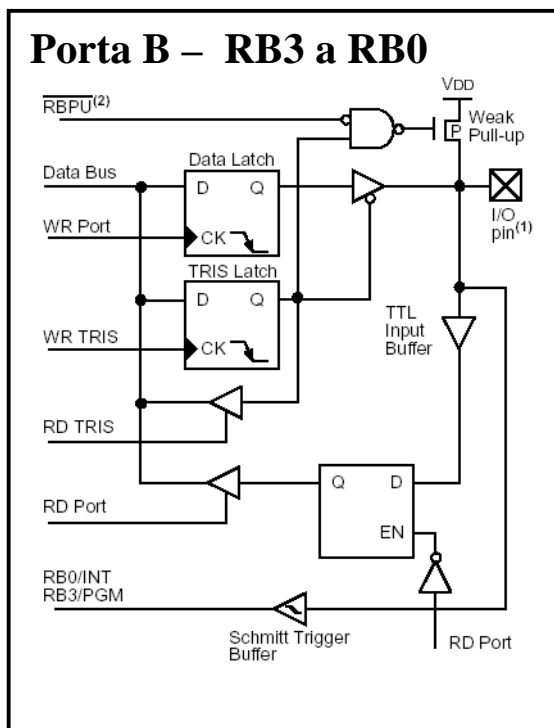 Porta B – RB3 a RB0
VDD
RBPU(2)
Weak
Pull-up
P
Data Bus
Data Latch
D Q
WR Port
CK
I/O
pin(1)
TRIS Latch
D Q
TTL
Input
Buffer
WR TRIS
CK
RD TRIS
Q D
RD Port
EN
RB0/INT
RB3/PGM
Schmitt Trigger
Buffer
RD Port